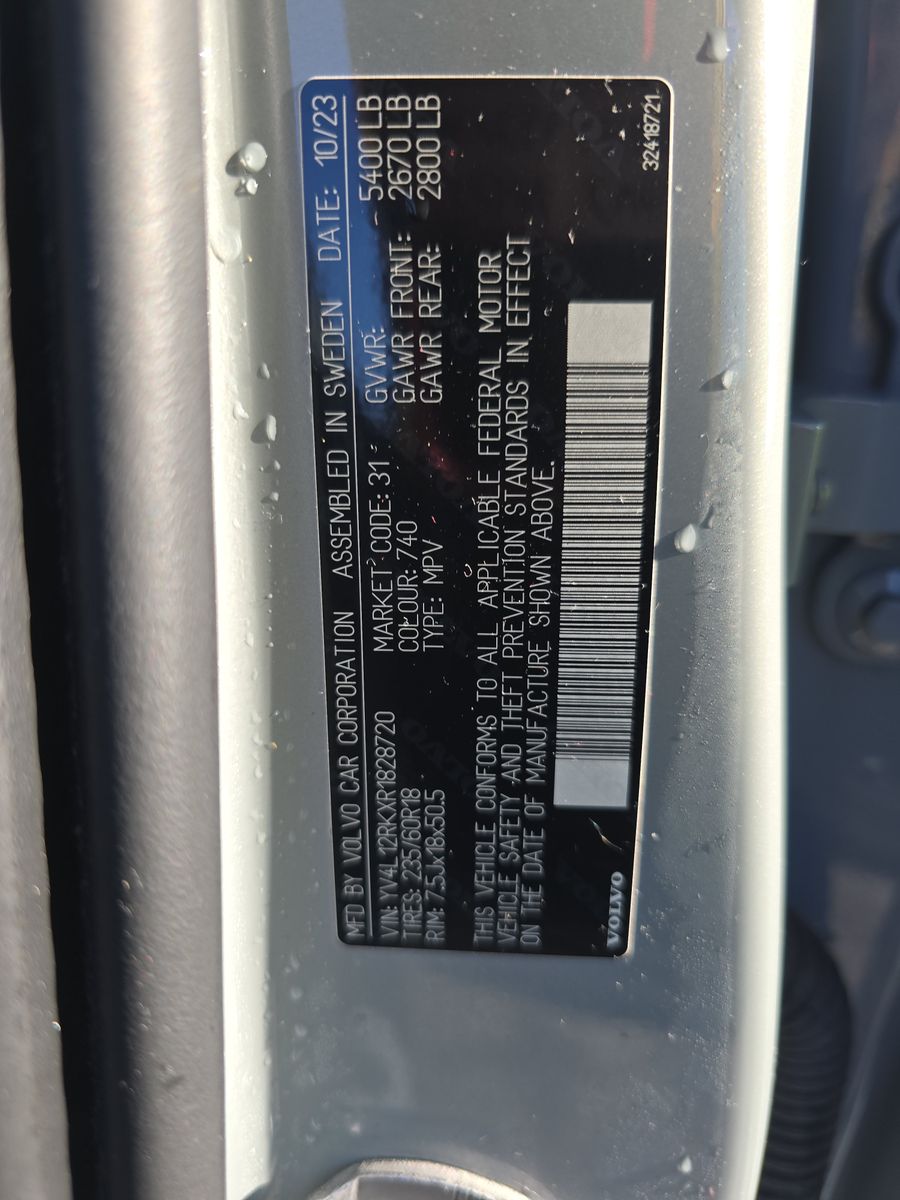 MFD BY VOLVO CAR CORPORATION ASSEMBLED IN SWEDEN DATE: 10/23
VIN: YV4L12RKXR1828720
TIRES: 235/60R18
RIM: 7.5Jx18x50.5
MARKET CODE: 31
COLOUR: 740
TYPE: MPV
GVWR: 5400 LB
GAWR FRONT: 2670 LB
GAWR REAR: 2800 LB
THIS VEHICLE CONFORMS TO ALL APPLICABLE FEDERAL MOTOR
VEHICLE SAFETY AND THEFT PREVENTION STANDARDS IN EFFECT
ON THE DATE OF MANUFACTURE SHOWN ABOVE.
VOLVO
32418721